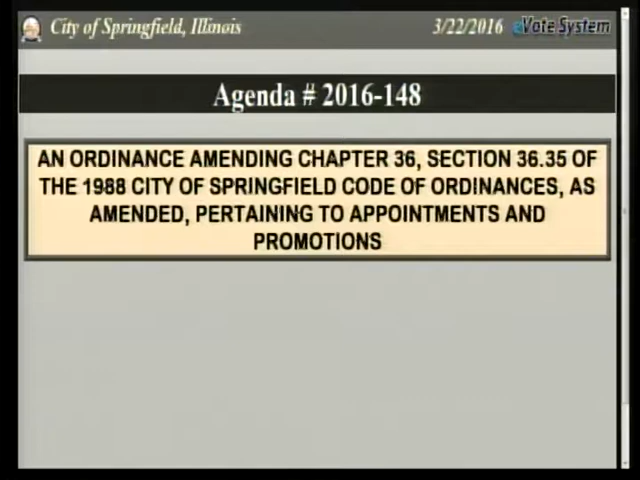 City of Springfield, Illinois 3/22/2016 eVote System
Agenda # 2016-148
AN ORDINANCE AMENDING CHAPTER 36, SECTION 36.35 OF
THE 1988 CITY OF SPRINGFIELD CODE OF ORDINANCES, AS
AMENDED, PERTAINING TO APPOINTMENTS AND
PROMOTIONS